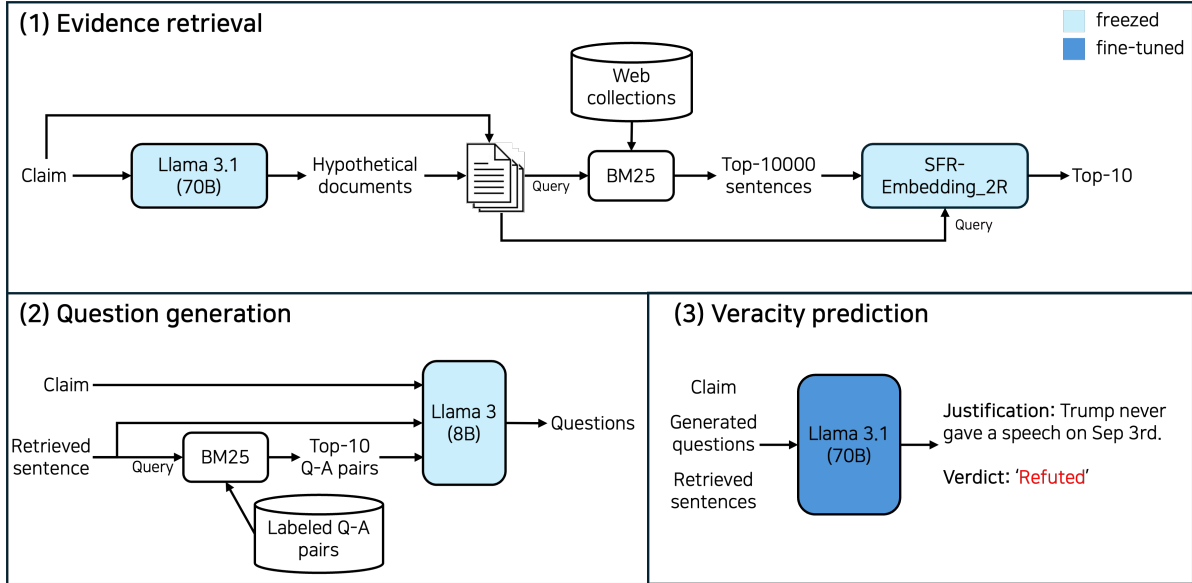 (1) Evidence retrieval
freezed
fine-tuned
Web
collections
Claim
Llama 3.1
(70B)
Hypothetical
documents
Query
BM25
Top-10000
sentences
SFR-
Embedding_2R
Top-10
Query
(2) Question generation
Claim
Retrieved
sentence
Query
BM25
Top-10
Q-A pairs
Labeled Q-A
pairs
Llama 3
(8B)
Questions
(3) Veracity prediction
Claim
Generated
questions
Retrieved
sentences
Llama 3.1
(70B)
Justification: Trump never
gave a speech on Sep 3rd.
Verdict: ‘Refuted’